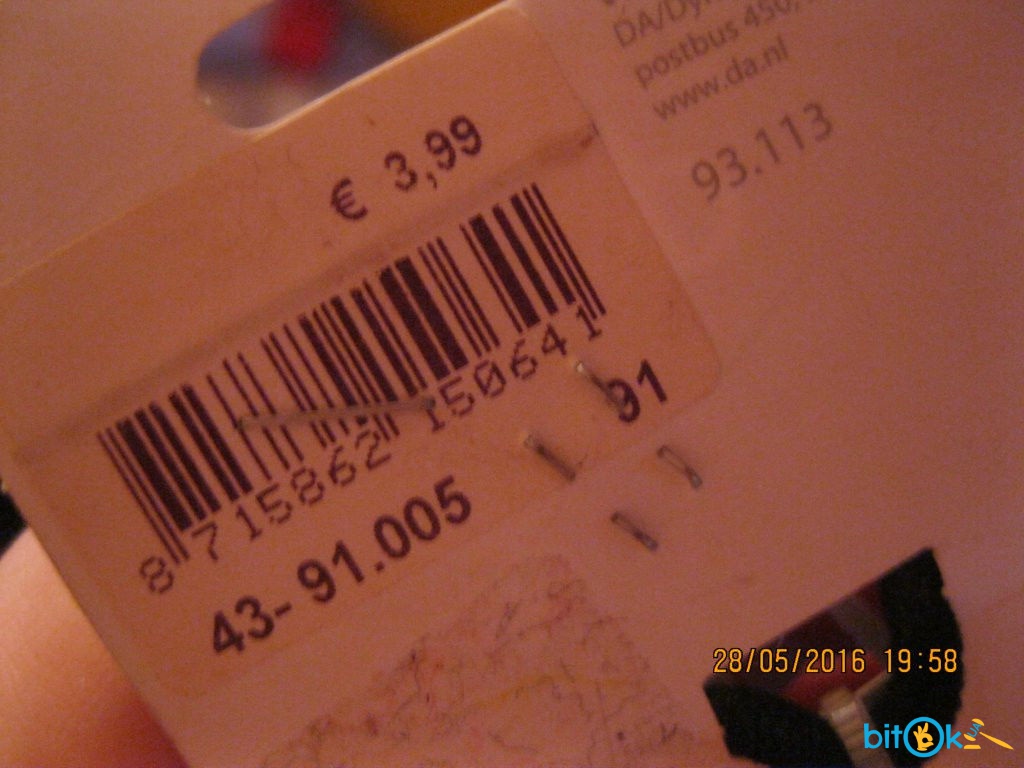 DA/Dy
postbus 450,
www.da.nl
93.113
€ 3,99
8 715862 150641
91
43- 91.005
28/05/2016 19:58
bitOk